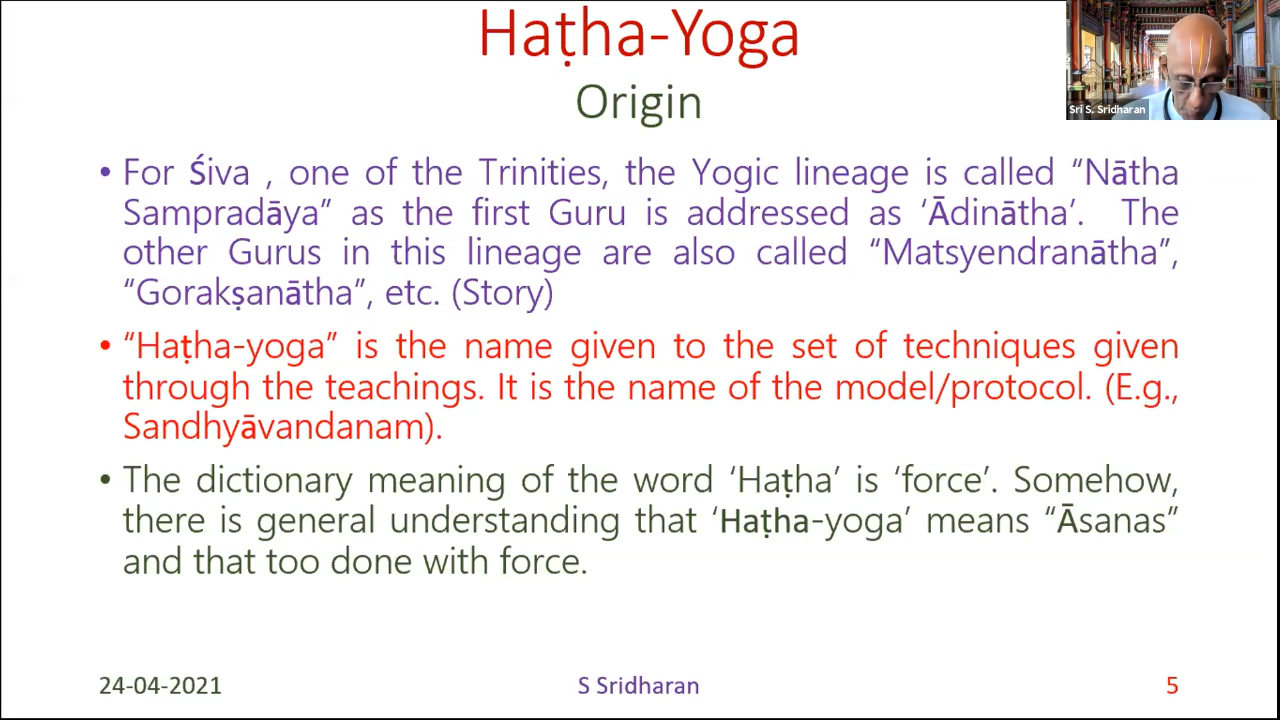 Haṭha-Yoga
Origin
Sri S. Sridharan
• For Śiva , one of the Trinities, the Yogic lineage is called “Nātha
Sampradāya” as the first Guru is addressed as ‘Ādinātha’. The
other Gurus in this lineage are also called “Matsyendranātha”,
“Gorakṣanātha”, etc. (Story)
• “Haṭha-yoga” is the name given to the set of techniques given
through the teachings. It is the name of the model/protocol. (E.g.,
Sandhyāvandanam).
• The dictionary meaning of the word ‘Haṭha’ is ‘force’. Somehow,
there is general understanding that ‘Haṭha-yoga’ means “Āsanas”
and that too done with force.
24-04-2021
S Sridharan
5